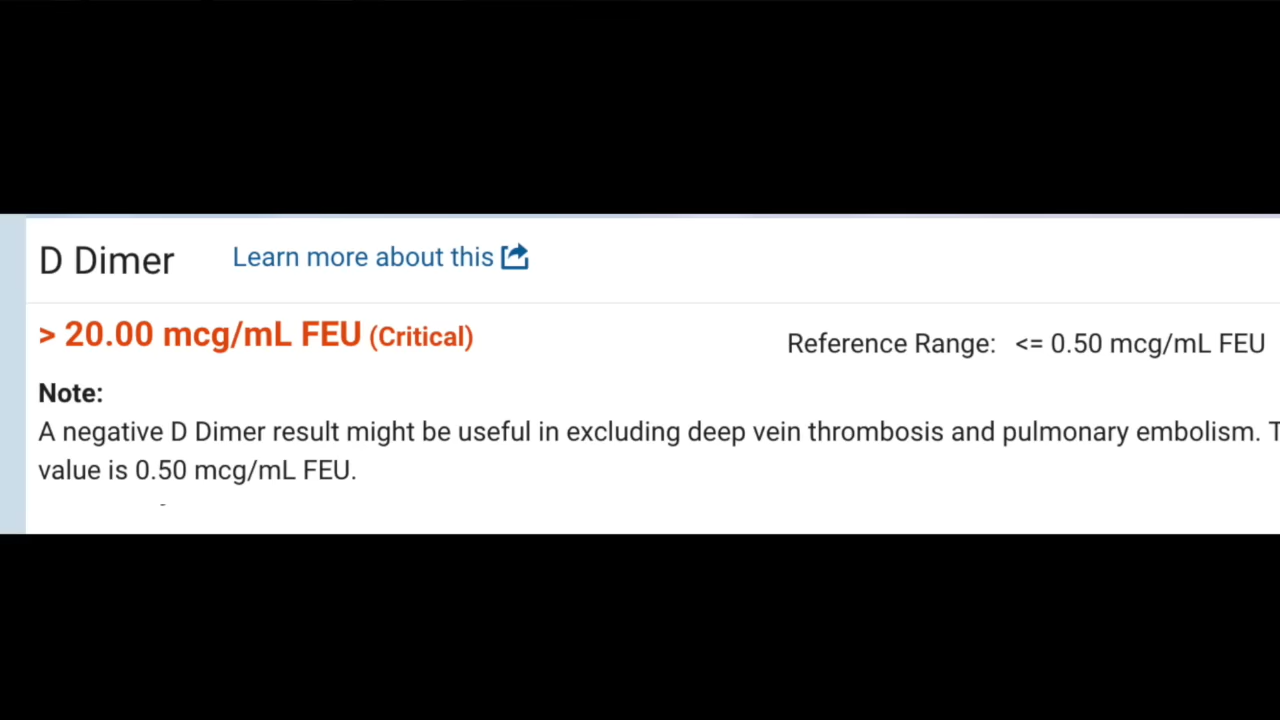 D Dimer Learn more about this
> 20.00 mcg/mL FEU (Critical) Reference Range: <= 0.50 mcg/mL FEU
Note:
A negative D Dimer result might be useful in excluding deep vein thrombosis and pulmonary embolism. T
value is 0.50 mcg/mL FEU.